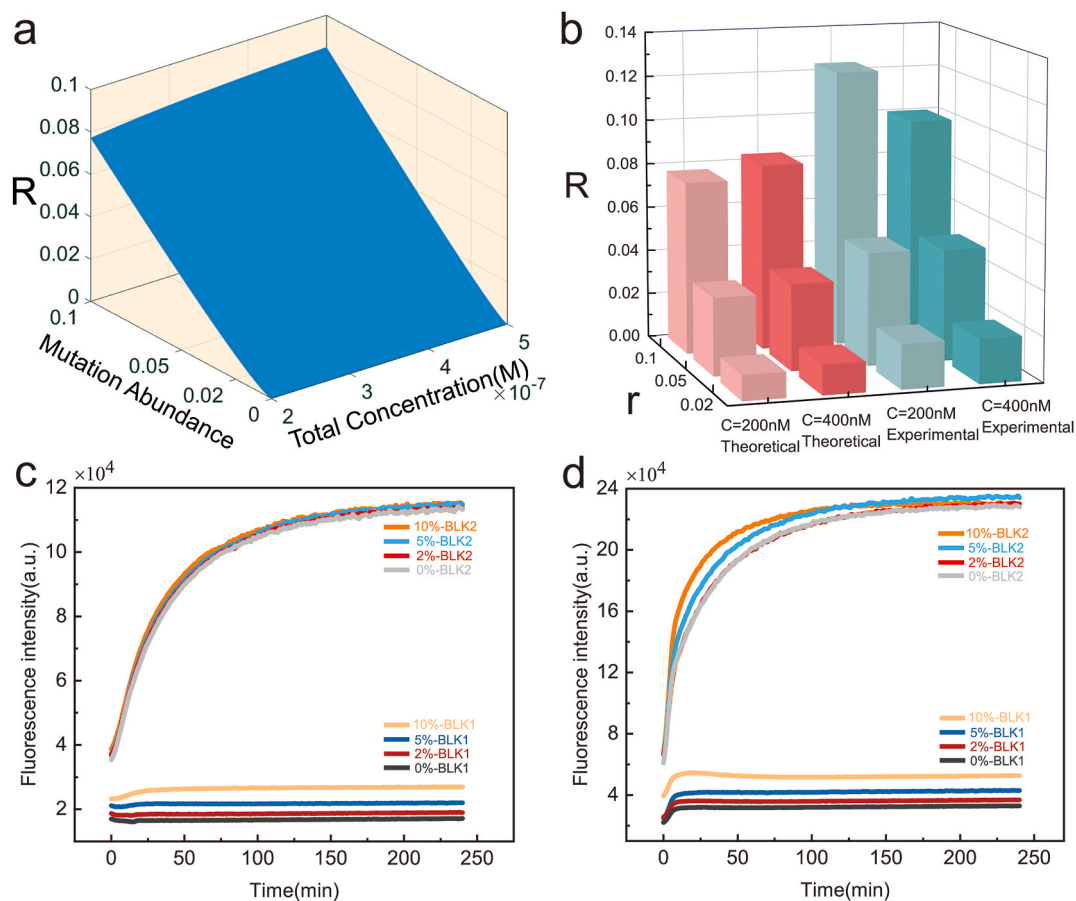 a
0.1
0.08
0.06
0.04
0.02
0
R
0.1
0.05
0.02
0
Mutation Abundance
2
3
4
5
×10⁻⁷
Total Concentration(M)
b
0.14
0.12
0.10
0.08
0.06
0.04
0.02
0.00
R
0.1
0.05
0.02
r
C=200nM
Theoretical
C=400nM
Theoretical
C=200nM
Experimental
C=400nM
Experimental
c
×10⁴
12
10
8
6
4
2
Fluorescence intensity(a.u.)
10%-BLK2
5%-BLK2
2%-BLK2
0%-BLK2
10%-BLK1
5%-BLK1
2%-BLK1
0%-BLK1
0
50
100
150
200
250
Time(min)
d
×10⁴
24
20
16
12
8
4
Fluorescence intensity(a.u.)
10%-BLK2
5%-BLK2
2%-BLK2
0%-BLK2
10%-BLK1
5%-BLK1
2%-BLK1
0%-BLK1
0
50
100
150
200
250
Time(min)